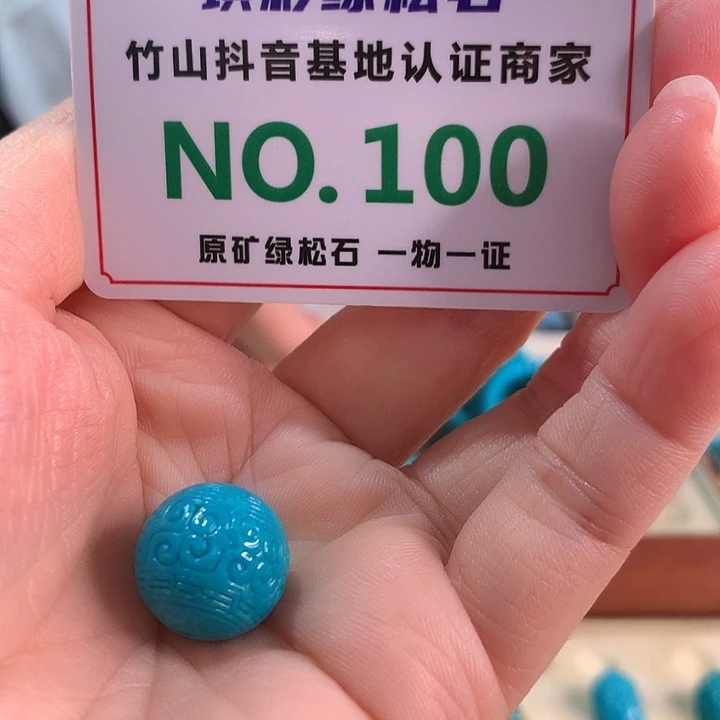 竹山抖音基地认证商家
NO.100
原矿绿松石 一物一证